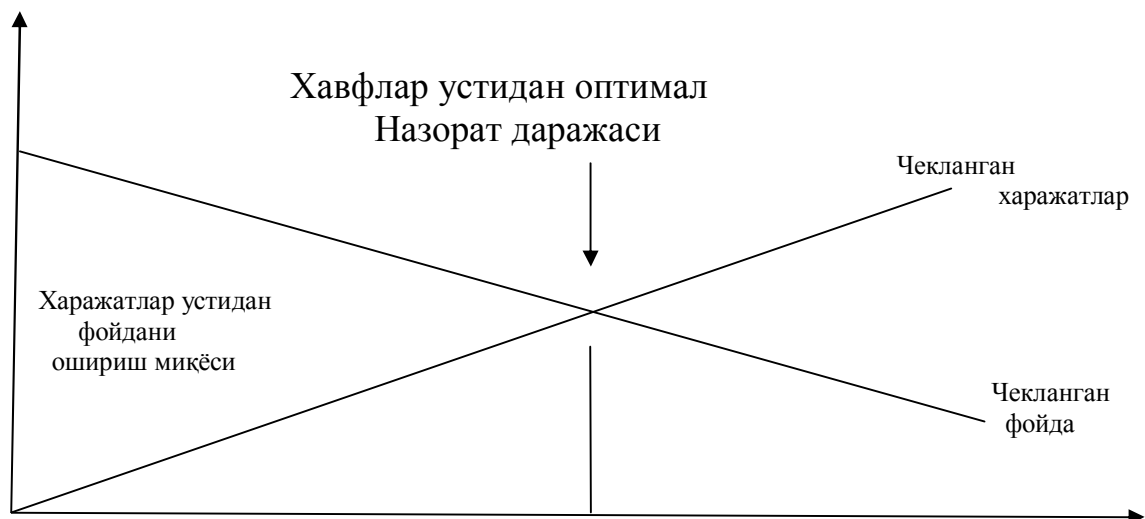 Хавфлар устидан оптимал
Назорат даражаси
Чекланган
харажатлар
Харажатлар устидан
фойдани
ошириш миқёси
Чекланган
фойда